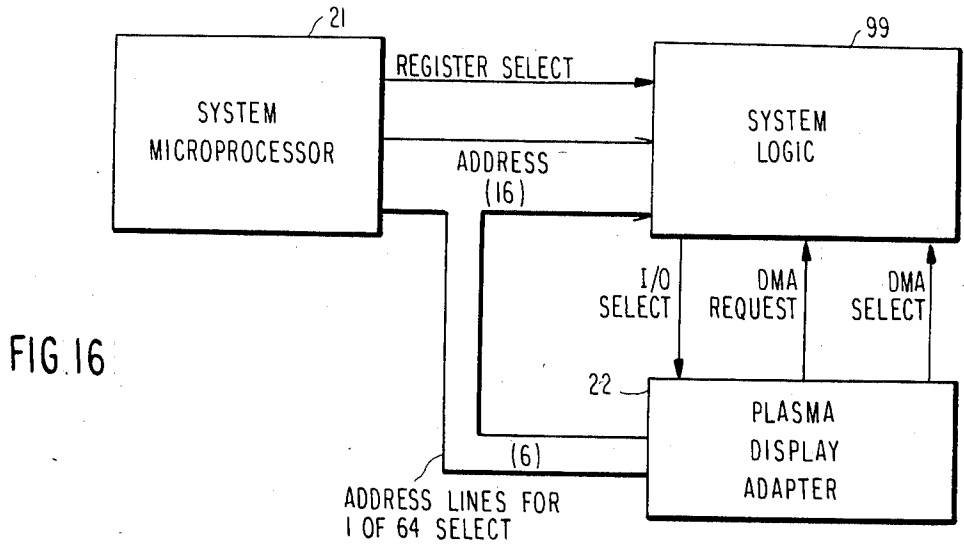 21
99
SYSTEM
MICROPROCESSOR
REGISTER SELECT
ADDRESS
(16)
SYSTEM
LOGIC
I/O
SELECT
DMA
REQUEST
DMA
SELECT
FIG.16
22
PLASMA
DISPLAY
ADAPTER
(6)
ADDRESS LINES FOR
1 OF 64 SELECT